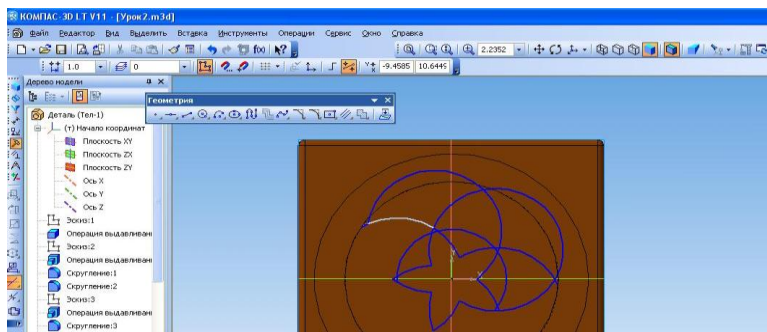 КОМПАС-3D LT V11 - [Урок2.m3d]
Файл Редактор Вид Выделить Вставка Инструменты Операции Сервис Окно Справка
f(x) 2.2352
1.0 0 -9.4585 10.6449
Дерево модели
Геометрия
Деталь (Тел-1)
(т) Начало координат
Плоскость XY
Плоскость ZX
Плоскость ZY
Ось X
Ось Y
Ось Z
Эскиз:1
Операция выдавливани
Эскиз:2
Операция выдавливани
Скругление:1
Скругление:2
Эскиз:3
Операция выдавливани
Скругление:3